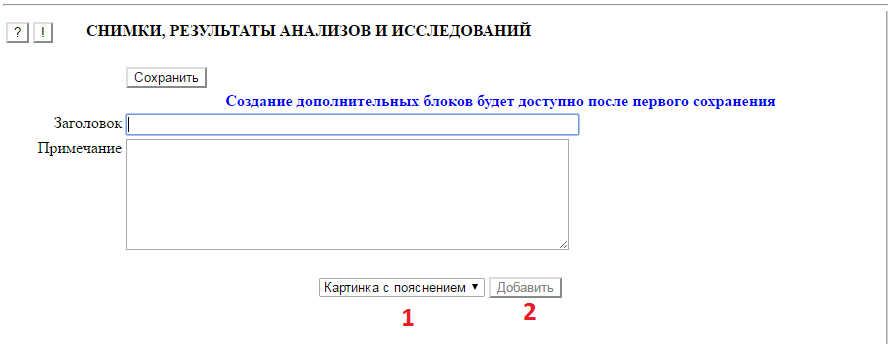 ? ! СНИМКИ, РЕЗУЛЬТАТЫ АНАЛИЗОВ И ИССЛЕДОВАНИЙ
Сохранить
Создание дополнительных блоков будет доступно после первого сохранения
Заголовок
Примечание
Картинка с пояснением Добавить
1 2